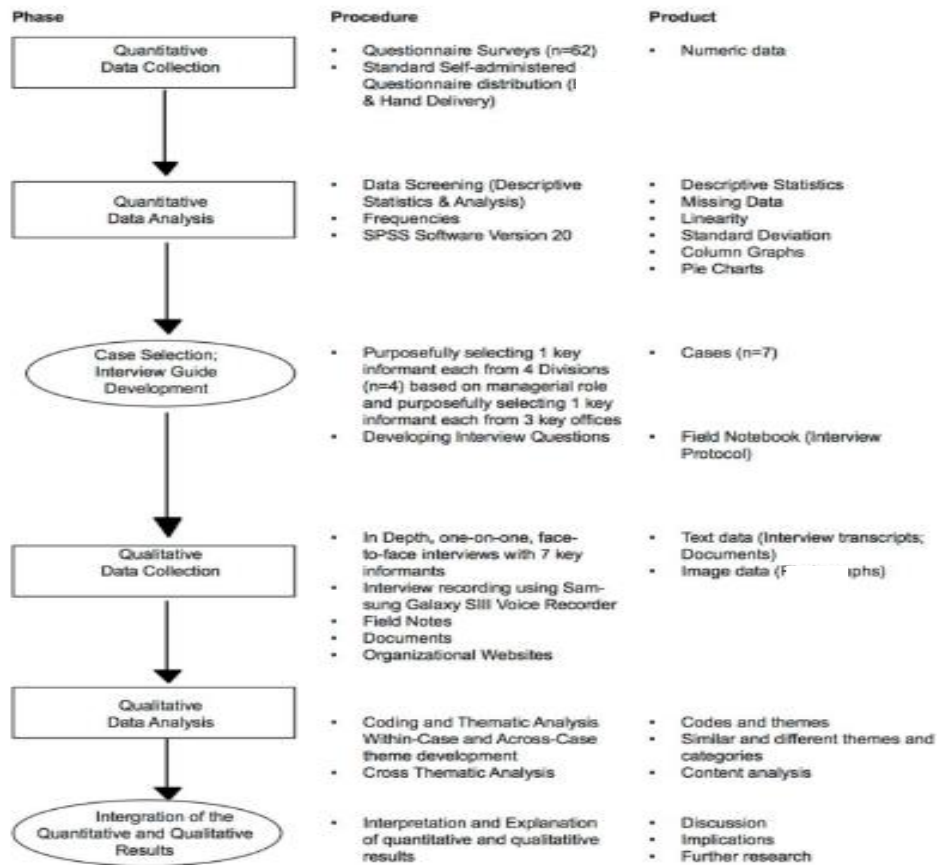 Phase
Procedure
Product
Quantitative
Data Collection
• Questionnaire Surveys (n=62)
• Standard Self-administered
Questionnaire distribution (
& Hand Delivery)
• Numeric data
Quantitative
Data Analysis
• Data Screening (Descriptive
Statistics & Analysis)
• Frequencies
• SPSS Software Version 20
• Descriptive Statistics
• Missing Data
• Linearity
• Standard Deviation
• Column Graphs
• Pie Charts
Case Selection;
Interview Guide
Development
• Purposefully selecting 1 key
informant each from 4 Divisions
(n=4) based on managerial role
and purposefully selecting 1 key
informant each from 3 key offices
• Developing Interview Questions
• Cases (n=7)
• Field Notebook (Interview
Protocol)
Qualitative
Data Collection
• In Depth, one-on-one, face-
to-face interviews with 7 key
informants
• Interview recording using Sam-
sung Galaxy SIII Voice Recorder
• Field Notes
• Documents
• Organizational Websites
• Text data (Interview transcripts;
Documents)
• Image data (
Qualitative
Data Analysis
• Coding and Thematic Analysis
Within-Case and Across-Case
theme development
• Cross Thematic Analysis
• Codes and themes
• Similar and different themes and
categories
• Content analysis
Intergration of the
Quantitative and Qualitative
Results
• Interpretation and Explanation
of quantitative and qualitatitive
results
• Discussion
• Implications
• Further research